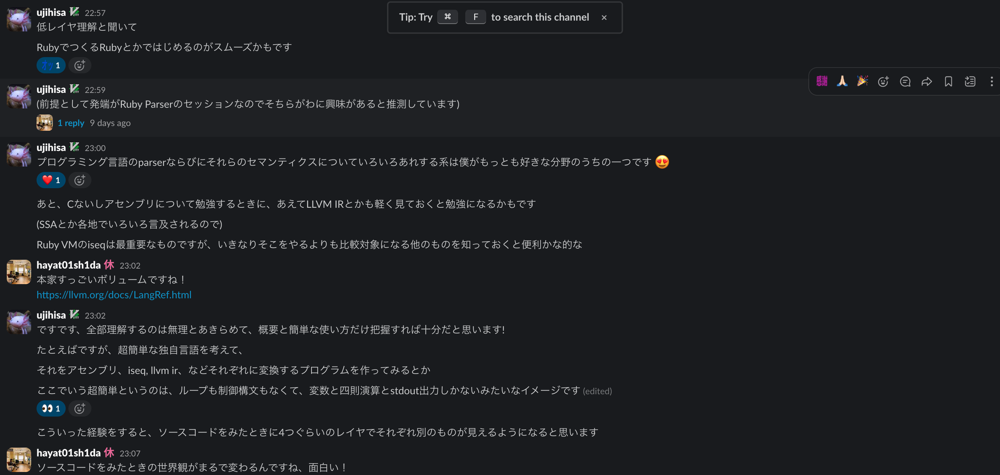 ujihisa 22:57
Tip: Try ⌘ F to search this channel ×
低レイヤ理解と聞いて
RubyでつくるRubyとかではじめるのがスムーズかもです
オッ 1
感謝
ujihisa 22:59
(前提として発端がRuby Parserのセッションなのでそちらがわに興味があると推測しています)
1 reply 9 days ago
ujihisa 23:00
プログラミング言語のparserならびにそれらのセマンティクスについていろいろあれする系は僕がもっとも好きな分野のうちの一つです 😍
❤️ 1
あと、Cないしアセンブリについて勉強するときに、あえてLLVM IRとかも軽く見ておくと勉強になるかもです
(SSAとか各地でいろいろ言及されるので)
Ruby VMのiseqは最重要なものですが、いきなりそこをやるよりも比較対象になる他のものを知っておくと便利かな的な
hayat01sh1da 休 23:02
本家すっごいボリュームですね！
https://llvm.org/docs/LangRef.html
ujihisa 23:02
ですです、全部理解するのは無理とあきらめて、概要と簡単な使い方だけ把握すれば十分だと思います!
たとえばですが、超簡単な独自言語を考えて、
それをアセンブリ、iseq, llvm ir、などそれぞれに変換するプログラムを作ってみるとか
ここでいう超簡単というのは、ループも制御構文もなくて、変数と四則演算とstdout出力しかないみたいなイメージです (edited)
👀 1
こういった経験をすると、ソースコードをみたときに4つぐらいのレイヤでそれぞれ別のものが見えるようになると思います
hayat01sh1da 休 23:07
ソースコードをみたときの世界観がまるで変わるんですね、面白い！